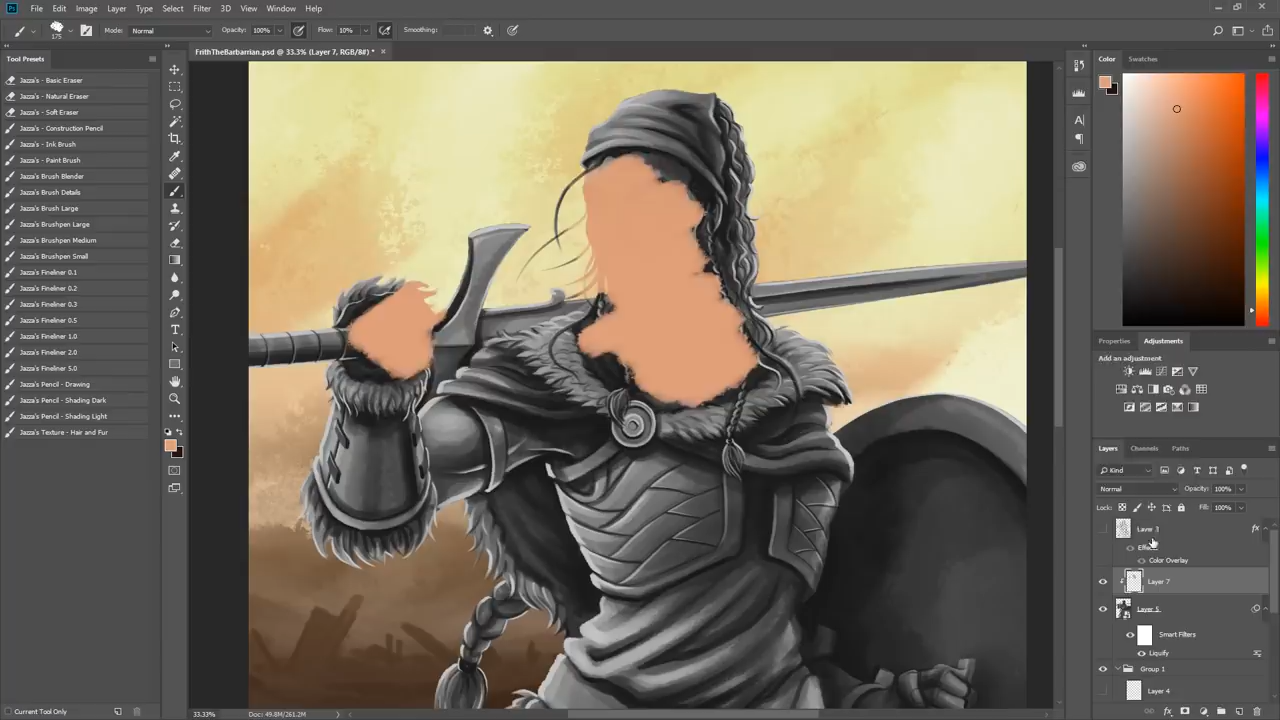 Ps File Edit Image Layer Type Select Filter 3D View Window Help
175 Mode: Normal Opacity: 100% Flow: 10% Smoothing:
FrithTheBarbarrian.psd @ 33.3% (Layer 7, RGB/8#) *
Tool Presets
Jazza's - Basic Eraser
Jazza's - Natural Eraser
Jazza's - Soft Eraser
Jazza's - Construction Pencil
Jazza's - Ink Brush
Jazza's - Paint Brush
Jazza's Brush Blender
Jazza's Brush Details
Jazza's Brush Large
Jazza's Brushpen Large
Jazza's Brushpen Medium
Jazza's Brushpen Small
Jazza's Fineliner 0.1
Jazza's Fineliner 0.2
Jazza's Fineliner 0.3
Jazza's Fineliner 0.5
Jazza's Fineliner 1.0
Jazza's Fineliner 2.0
Jazza's Fineliner 5.0
Jazza's Pencil - Drawing
Jazza's Pencil - Shading Dark
Jazza's Pencil - Shading Light
Jazza's Texture - Hair and Fur
Current Tool Only
33.33% Doc: 49.8M/261.2M
Color Swatches
Properties Adjustments
Add an adjustment
Layers Channels Paths
Kind
Normal Opacity: 100%
Lock: Fill: 100%
Layer 3 fx
Color Overlay
Layer 7
Layer 5
Smart Filters
Liquify
Group 1
Layer 4